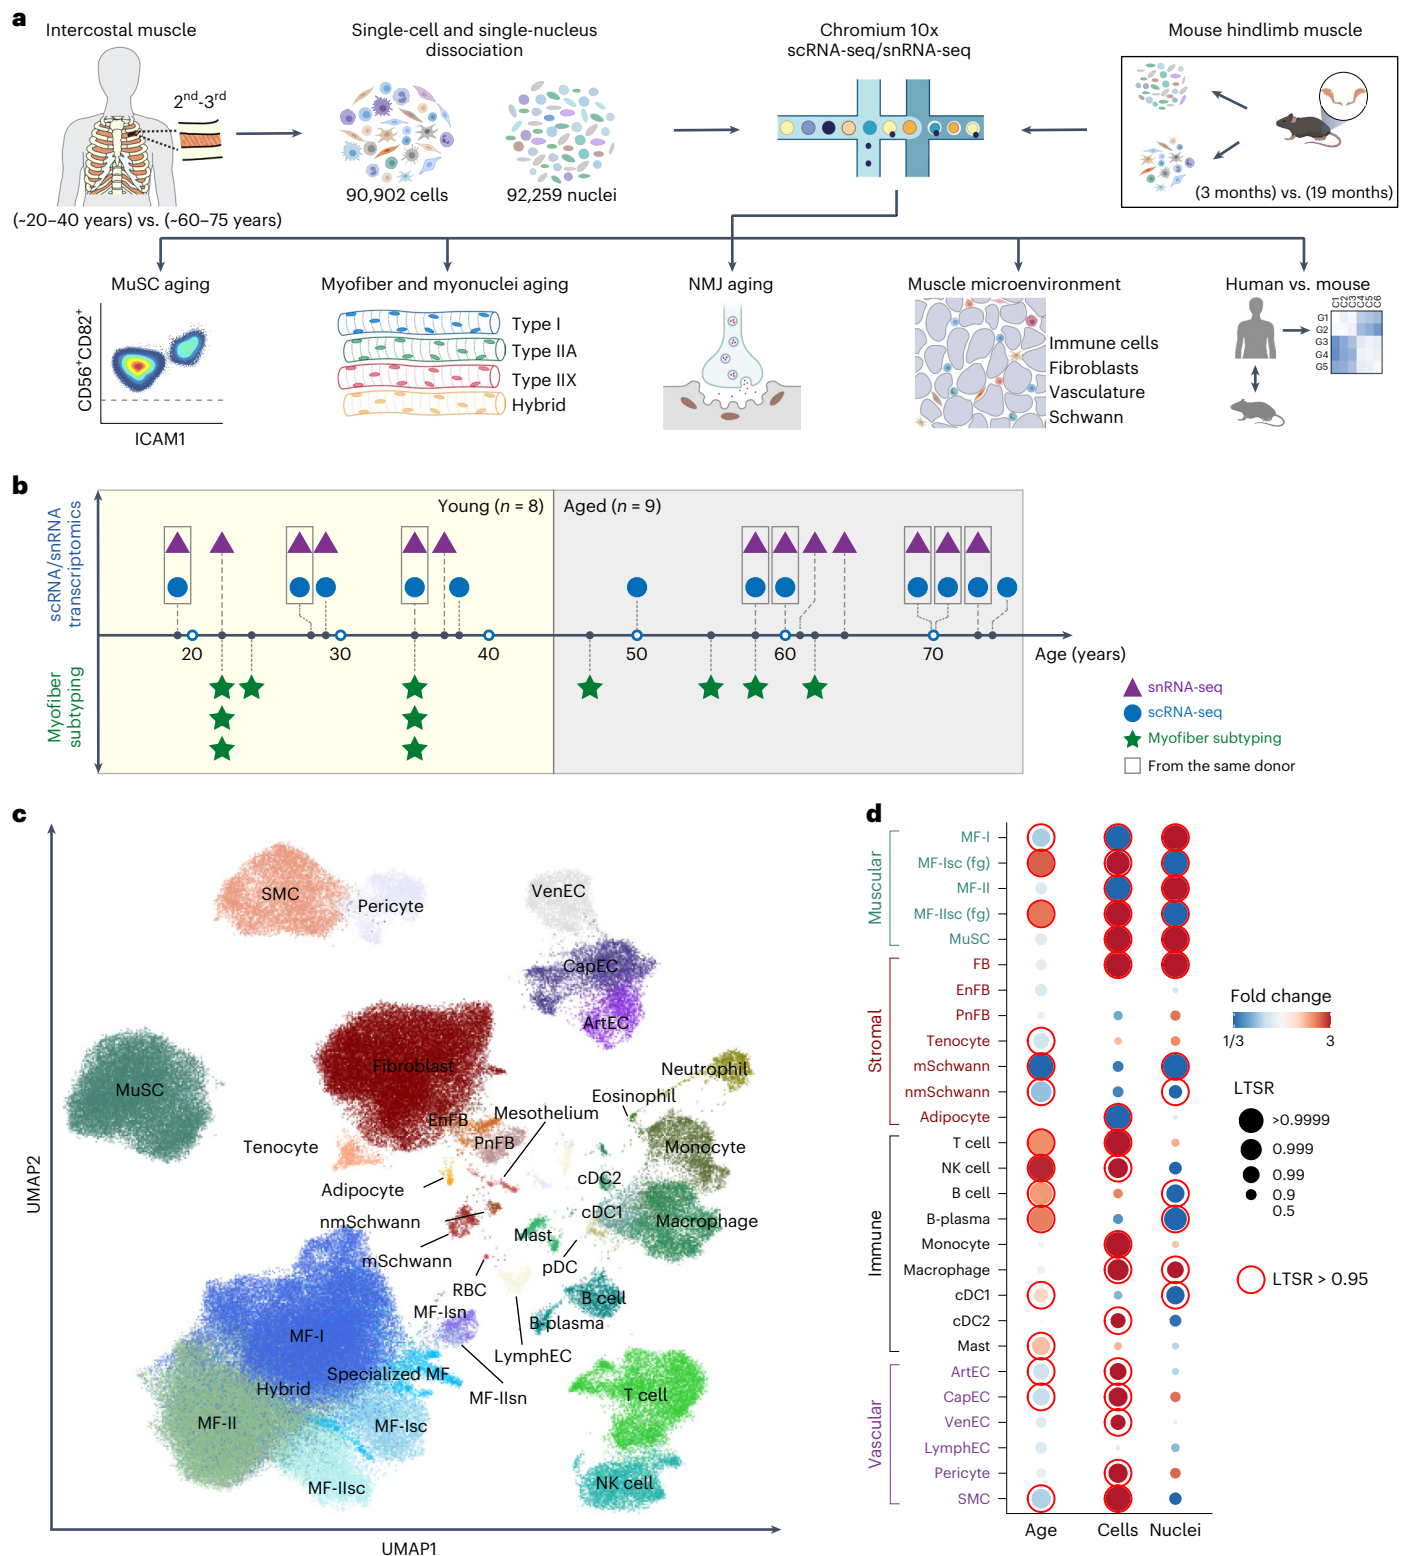 a
Intercostal muscle
Single-cell and single-nucleus
dissociation
Chromium 10x
scRNA-seq/snRNA-seq
Mouse hindlimb muscle
2nd-3rd
90,902 cells
92,259 nuclei
(3 months) vs. (19 months)
(~20–40 years) vs. (~60–75 years)
MuSC aging
Myofiber and myonuclei aging
NMJ aging
Muscle microenvironment
Human vs. mouse
CD56+CD82+
ICAM1
Type I
Type IIA
Type IIX
Hybrid
Immune cells
Fibroblasts
Vasculature
Schwann
C1
C2
C3
C4
C5
C6
G1
G2
G3
G4
G5
b
scRNA/snRNA
transcriptomics
Myofiber
subtyping
Young (n = 8)
Aged (n = 9)
20
30
40
50
60
70
Age (years)
snRNA-seq
scRNA-seq
Myofiber subtyping
From the same donor
c
UMAP2
UMAP1
SMC
Pericyte
VenEC
CapEC
ArtEC
MuSC
Fibroblast
Neutrophil
Eosinophil
Mesothelium
EnFB
PnFB
Monocyte
Tenocyte
Adipocyte
cDC2
cDC1
nmSchwann
Macrophage
Mast
mSchwann
pDC
RBC
B cell
MF-Isn
B-plasma
MF-I
LymphEC
Specialized MF
Hybrid
MF-IIsn
T cell
MF-II
MF-Isc
MF-IIsc
NK cell
d
Muscular
MF-I
MF-Isc (fg)
MF-II
MF-IIsc (fg)
MuSC
Stromal
FB
EnFB
PnFB
Tenocyte
mSchwann
nmSchwann
Adipocyte
Immune
T cell
NK cell
B cell
B-plasma
Monocyte
Macrophage
cDC1
cDC2
Mast
Vascular
ArtEC
CapEC
VenEC
LymphEC
Pericyte
SMC
Age
Cells
Nuclei
Fold change
1/3
3
LTSR
>0.9999
0.999
0.99
0.9
0.5
LTSR > 0.95